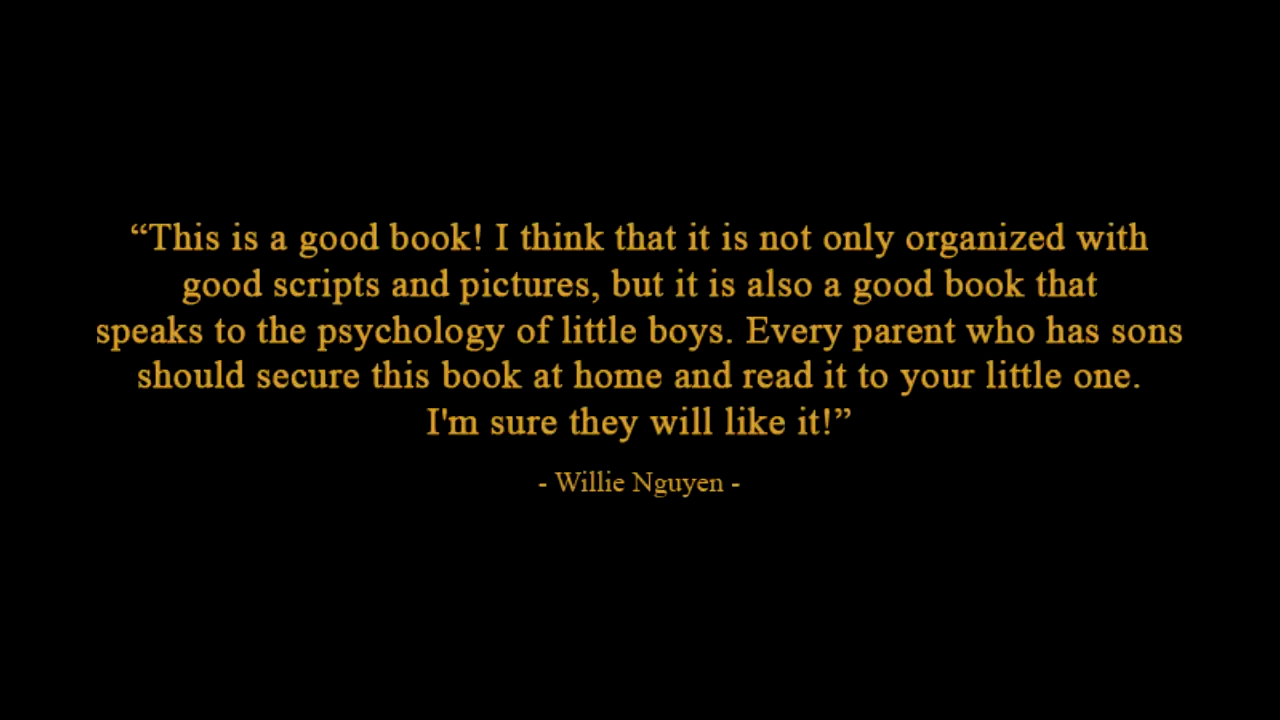 “This is a good book! I think that it is not only organized with
good scripts and pictures, but it is also a good book that
speaks to the psychology of little boys. Every parent who has sons
should secure this book at home and read it to your little one.
I'm sure they will like it!”
- Willie Nguyen -